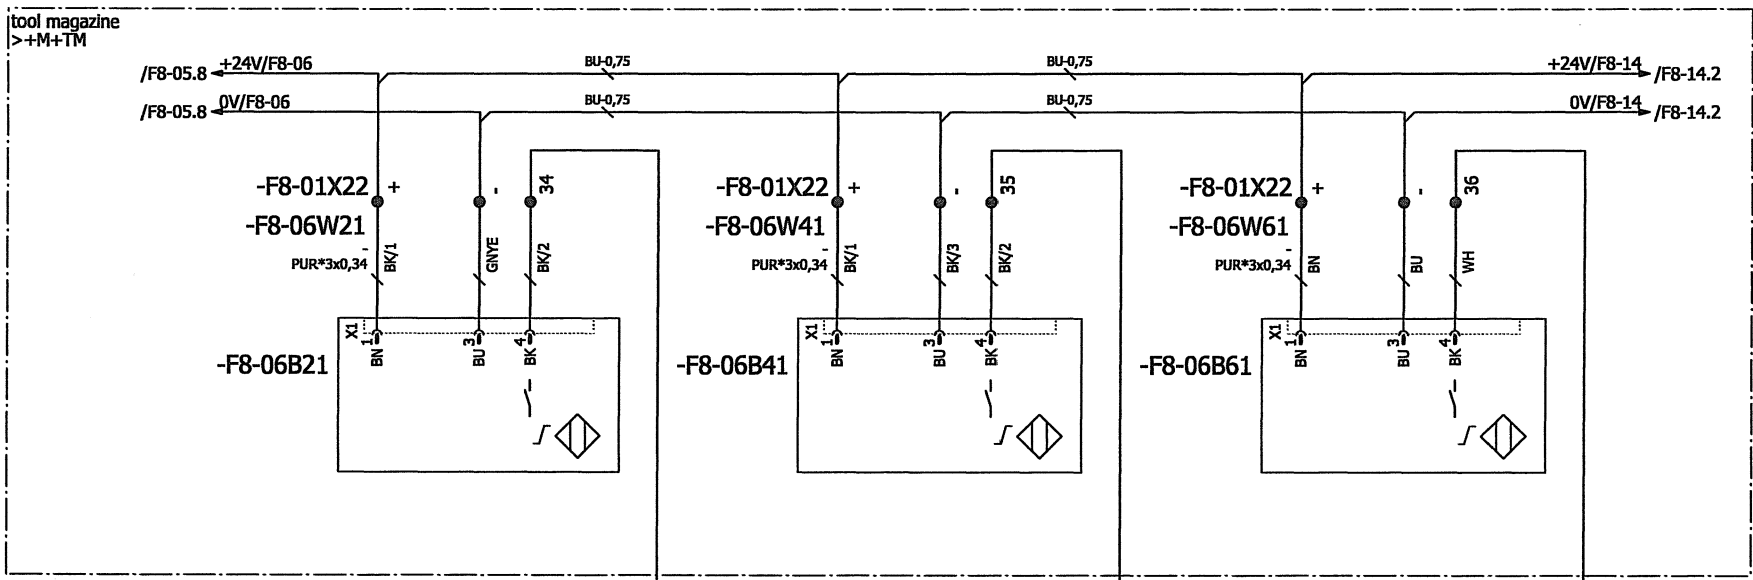 tool magazine
>+M+TM
/F8-05.8 +24V/F8-06 BU-0,75 BU-0,75 +24V/F8-14 /F8-14.2
/F8-05.8 0V/F8-06 BU-0,75 BU-0,75 0V/F8-14 /F8-14.2
-F8-01X22 + - 34
-F8-06W21
-
PUR*3x0,34 BK/1 GNYE BK/2
X1 1 3 4
BN BU BK
-F8-06B21
-F8-01X22 + - 35
-F8-06W41
-
PUR*3x0,34 BK/1 BK/3 BK/2
X1 1 3 4
BN BU BK
-F8-06B41
-F8-01X22 + - 36
-F8-06W61
-
PUR*3x0,34 BN BU WH
X1 1 3 4
BN BU BK
-F8-06B61